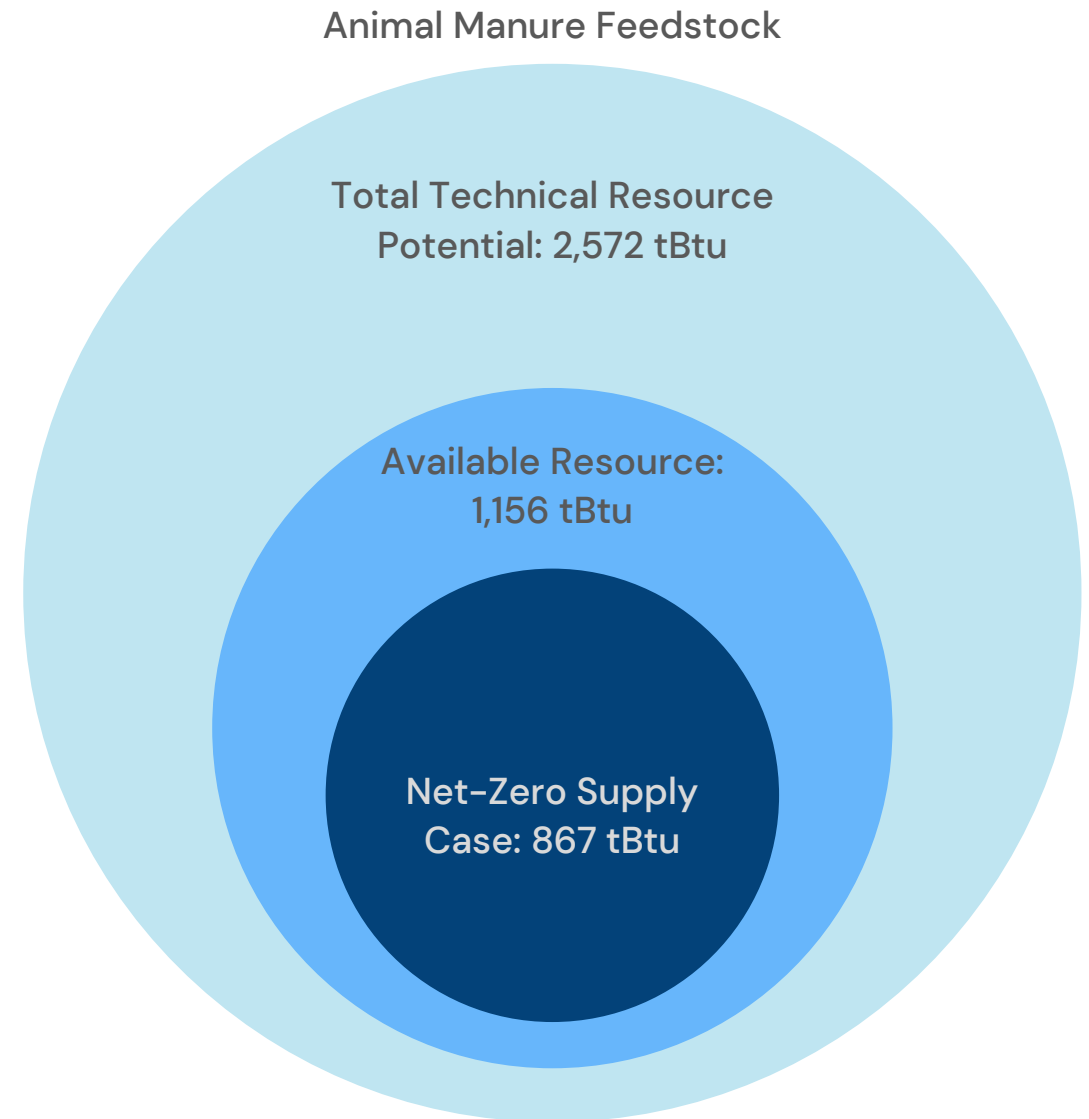 Animal Manure Feedstock
Total Technical Resource
Potential: 2,572 tBtu
Available Resource:
1,156 tBtu
Net-Zero Supply
Case: 867 tBtu